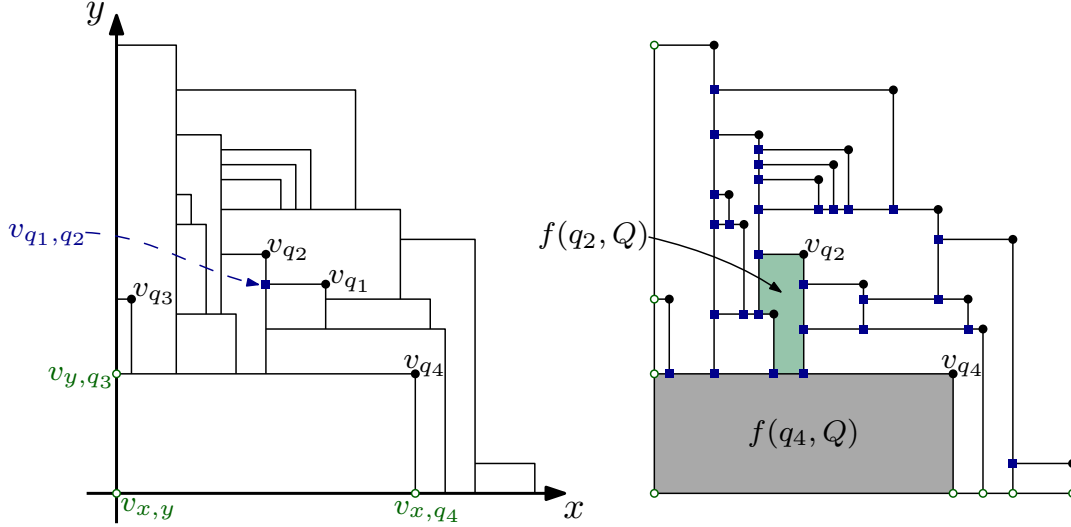 y
v_{q_1,q_2}
v_{q_2}
v_{q_1}
v_{q_3}
v_{y,q_3}
v_{q_4}
v_{x,y}
v_{x,q_4}
x
f(q_2, Q)
v_{q_2}
v_{q_4}
f(q_4, Q)